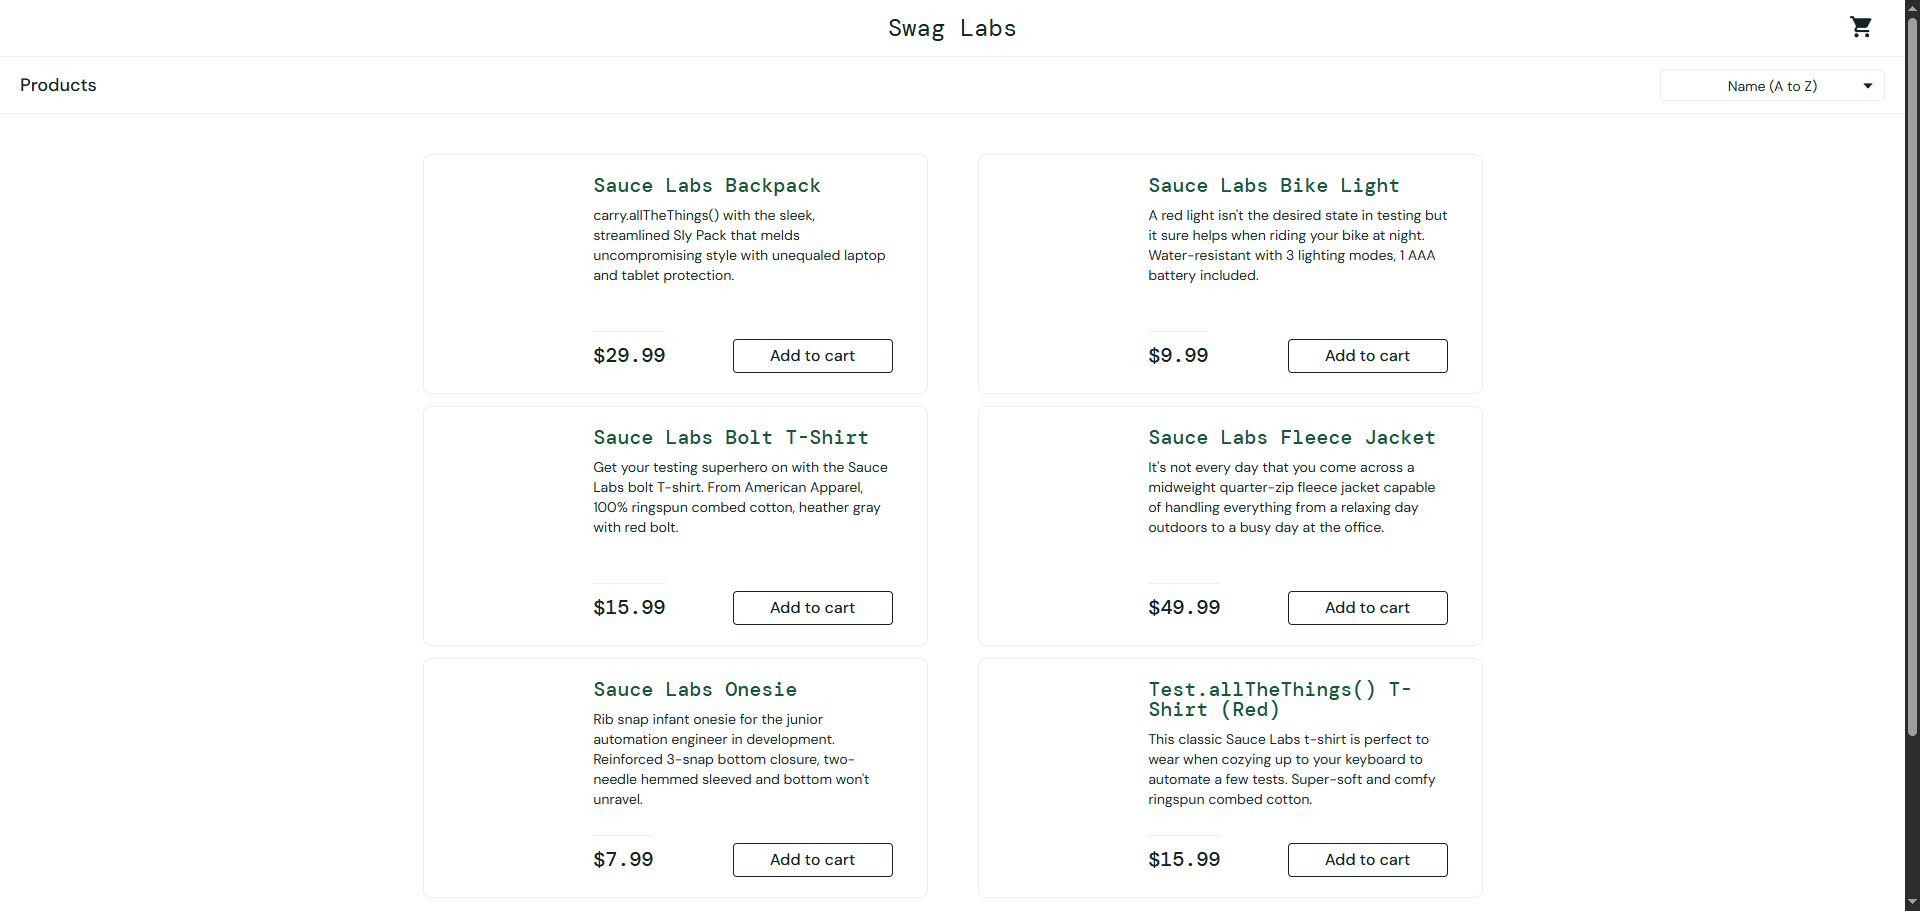 Swag Labs
Products
Name (A to Z)
Sauce Labs Backpack
carry.allTheThings() with the sleek,
streamlined Sly Pack that melds
uncompromising style with unequaled laptop
and tablet protection.
$29.99
Add to cart
Sauce Labs Bike Light
A red light isn't the desired state in testing but
it sure helps when riding your bike at night.
Water-resistant with 3 lighting modes, 1 AAA
battery included.
$9.99
Add to cart
Sauce Labs Bolt T-Shirt
Get your testing superhero on with the Sauce
Labs bolt T-shirt. From American Apparel,
100% ringspun combed cotton, heather gray
with red bolt.
$15.99
Add to cart
Sauce Labs Fleece Jacket
It's not every day that you come across a
midweight quarter-zip fleece jacket capable
of handling everything from a relaxing day
outdoors to a busy day at the office.
$49.99
Add to cart
Sauce Labs Onesie
Rib snap infant onesie for the junior
automation engineer in development.
Reinforced 3-snap bottom closure, two-
needle hemmed sleeved and bottom won't
unravel.
$7.99
Add to cart
Test.allTheThings() T-
Shirt (Red)
This classic Sauce Labs t-shirt is perfect to
wear when cozying up to your keyboard to
automate a few tests. Super-soft and comfy
ringspun combed cotton.
$15.99
Add to cart